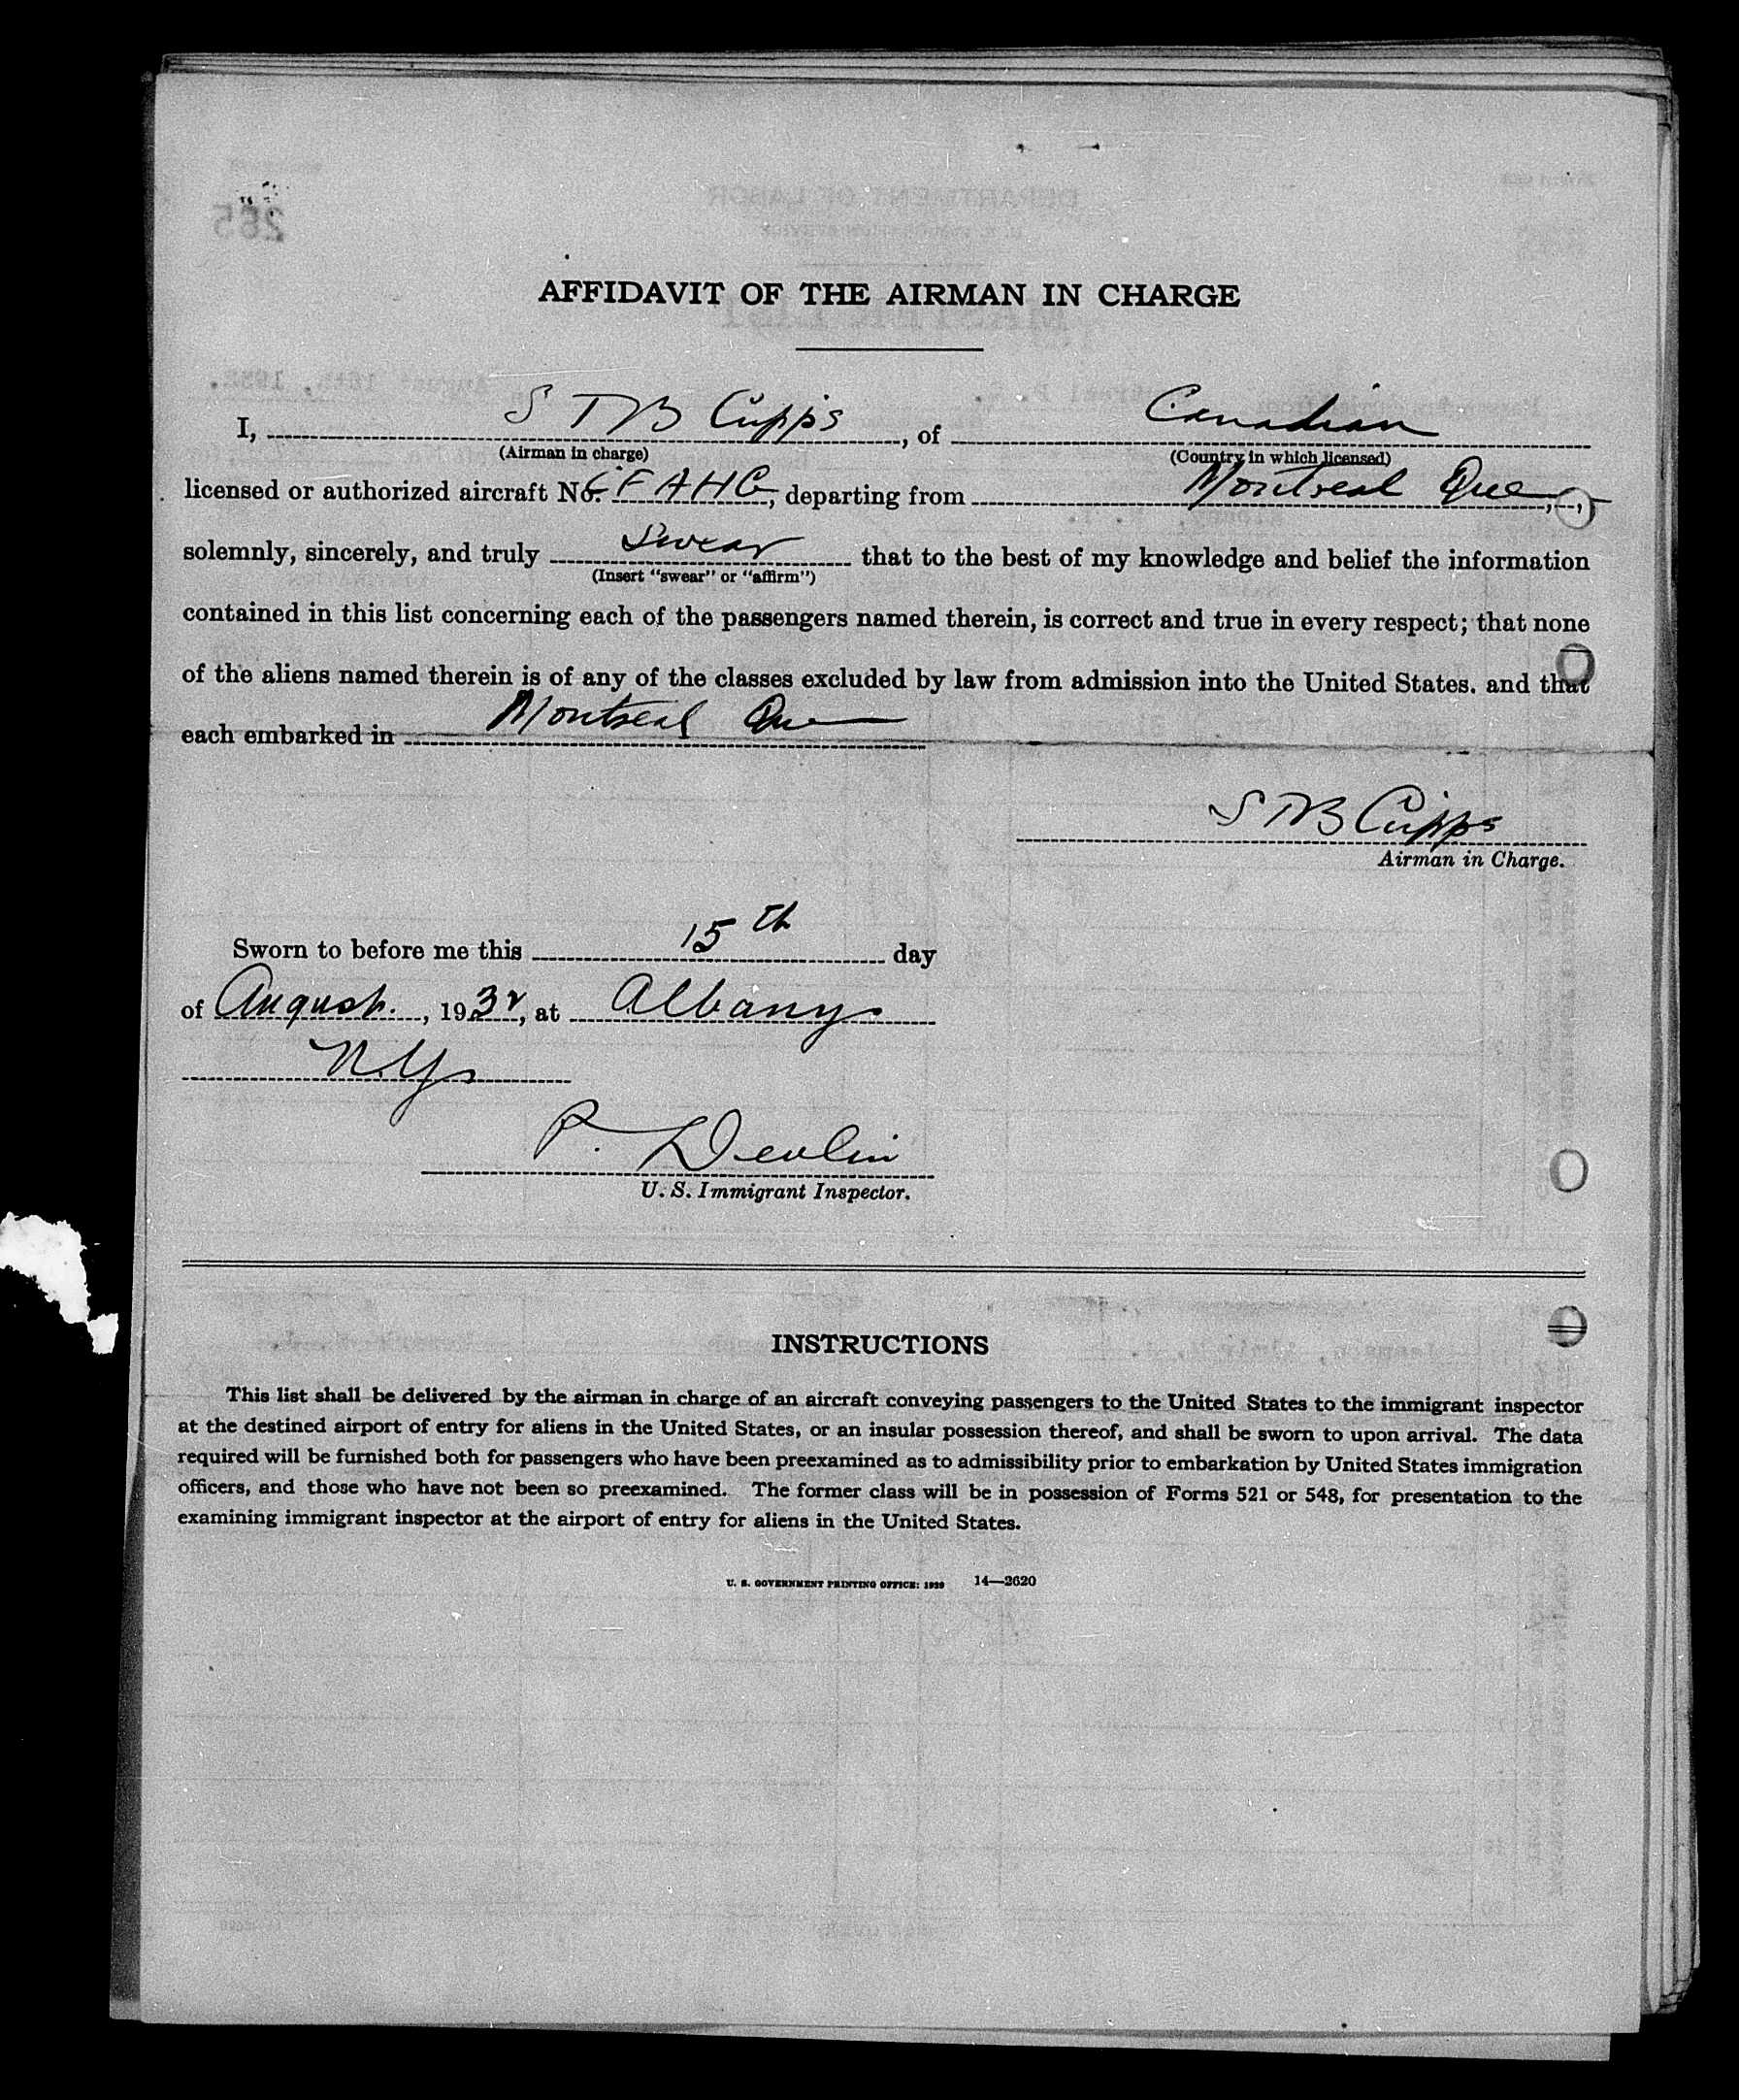 AFFIDAVIT OF THE AIRMAN IN CHARGE
I, S T B Cupps, of Canadian
(Airman in charge) (Country in which licensed)
licensed or authorized aircraft No. CF AHG, departing from Montreal Que,
solemnly, sincerely, and truly swear that to the best of my knowledge and belief the information
(Insert "swear" or "affirm")
contained in this list concerning each of the passengers named therein, is correct and true in every respect; that none
of the aliens named therein is of any of the classes excluded by law from admission into the United States. and that
each embarked in Montreal Que
S T B Cupps
Airman in Charge.
Sworn to before me this 15th day
of August, 1932, at Albany
N.Y.
P. Devlin
U. S. Immigrant Inspector.
INSTRUCTIONS
This list shall be delivered by the airman in charge of an aircraft conveying passengers to the United States to the immigrant inspector
at the destined airport of entry for aliens in the United States, or an insular possession thereof, and shall be sworn to upon arrival. The data
required will be furnished both for passengers who have been preexamined as to admissibility prior to embarkation by United States immigration
officers, and those who have not been so preexamined. The former class will be in possession of Forms 521 or 548, for presentation to the
examining immigrant inspector at the airport of entry for aliens in the United States.
U. S. GOVERNMENT PRINTING OFFICE: 1929 14—2620